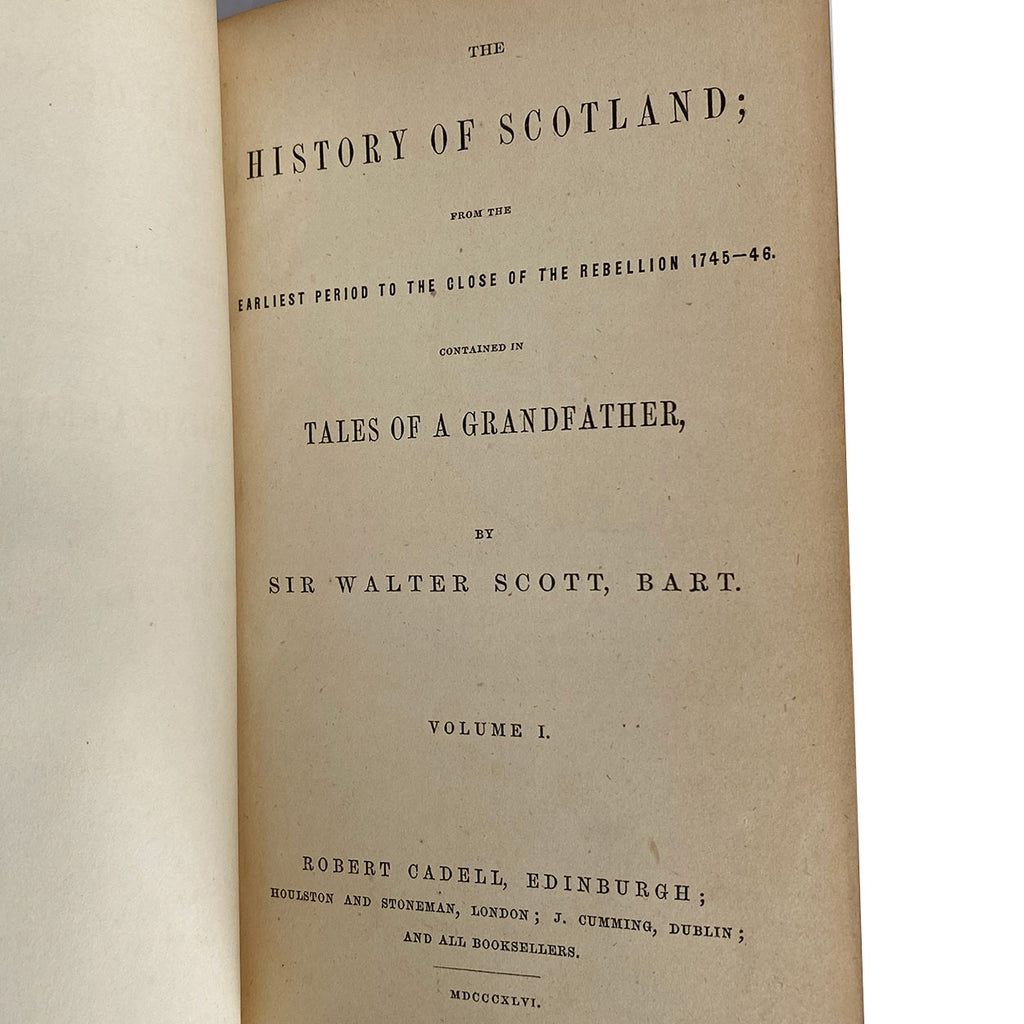 THE
HISTORY OF SCOTLAND;
FROM THE
EARLIEST PERIOD TO THE CLOSE OF THE REBELLION 1745—46.
CONTAINED IN
TALES OF A GRANDFATHER,
BY
SIR WALTER SCOTT, BART.
VOLUME I.
ROBERT CADELL, EDINBURGH;
HOULSTON AND STONEMAN, LONDON; J. CUMMING, DUBLIN;
AND ALL BOOKSELLERS.
MDCCCXLVI.